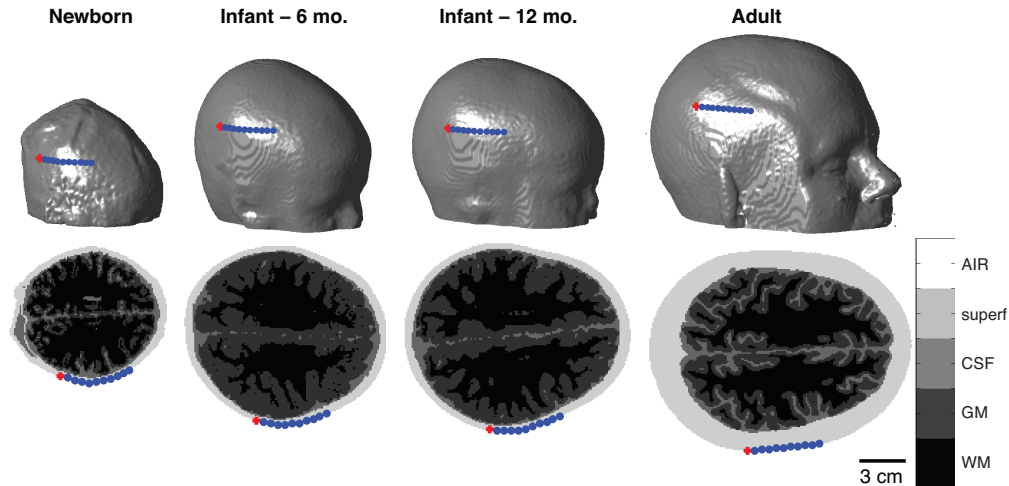 Newborn
Infant – 6 mo.
Infant – 12 mo.
Adult
AIR
superf
CSF
GM
WM
3 cm